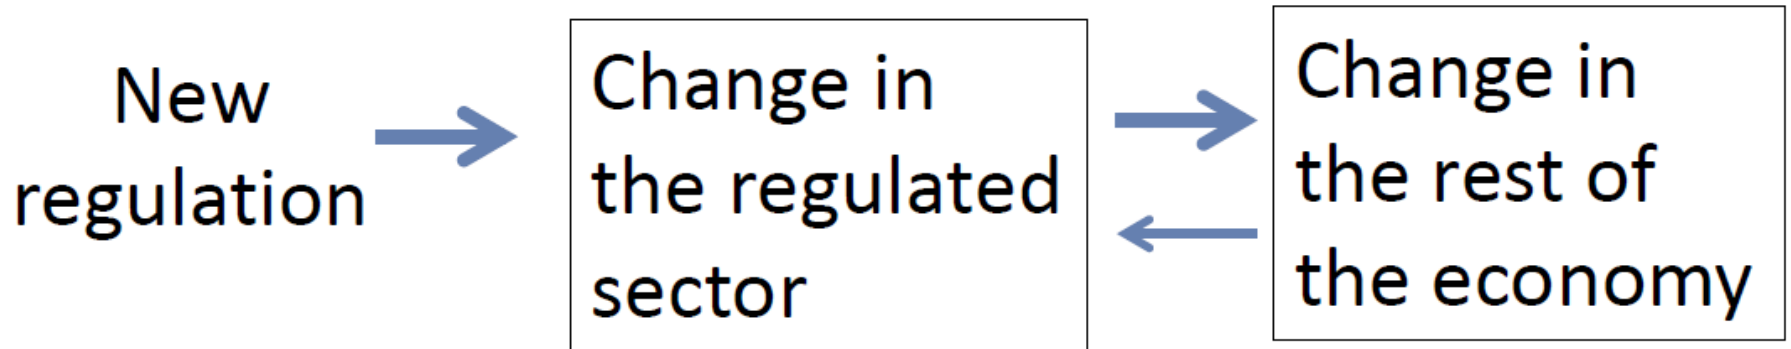 New
regulation
Change in
the regulated
sector
Change in
the rest of
the economy